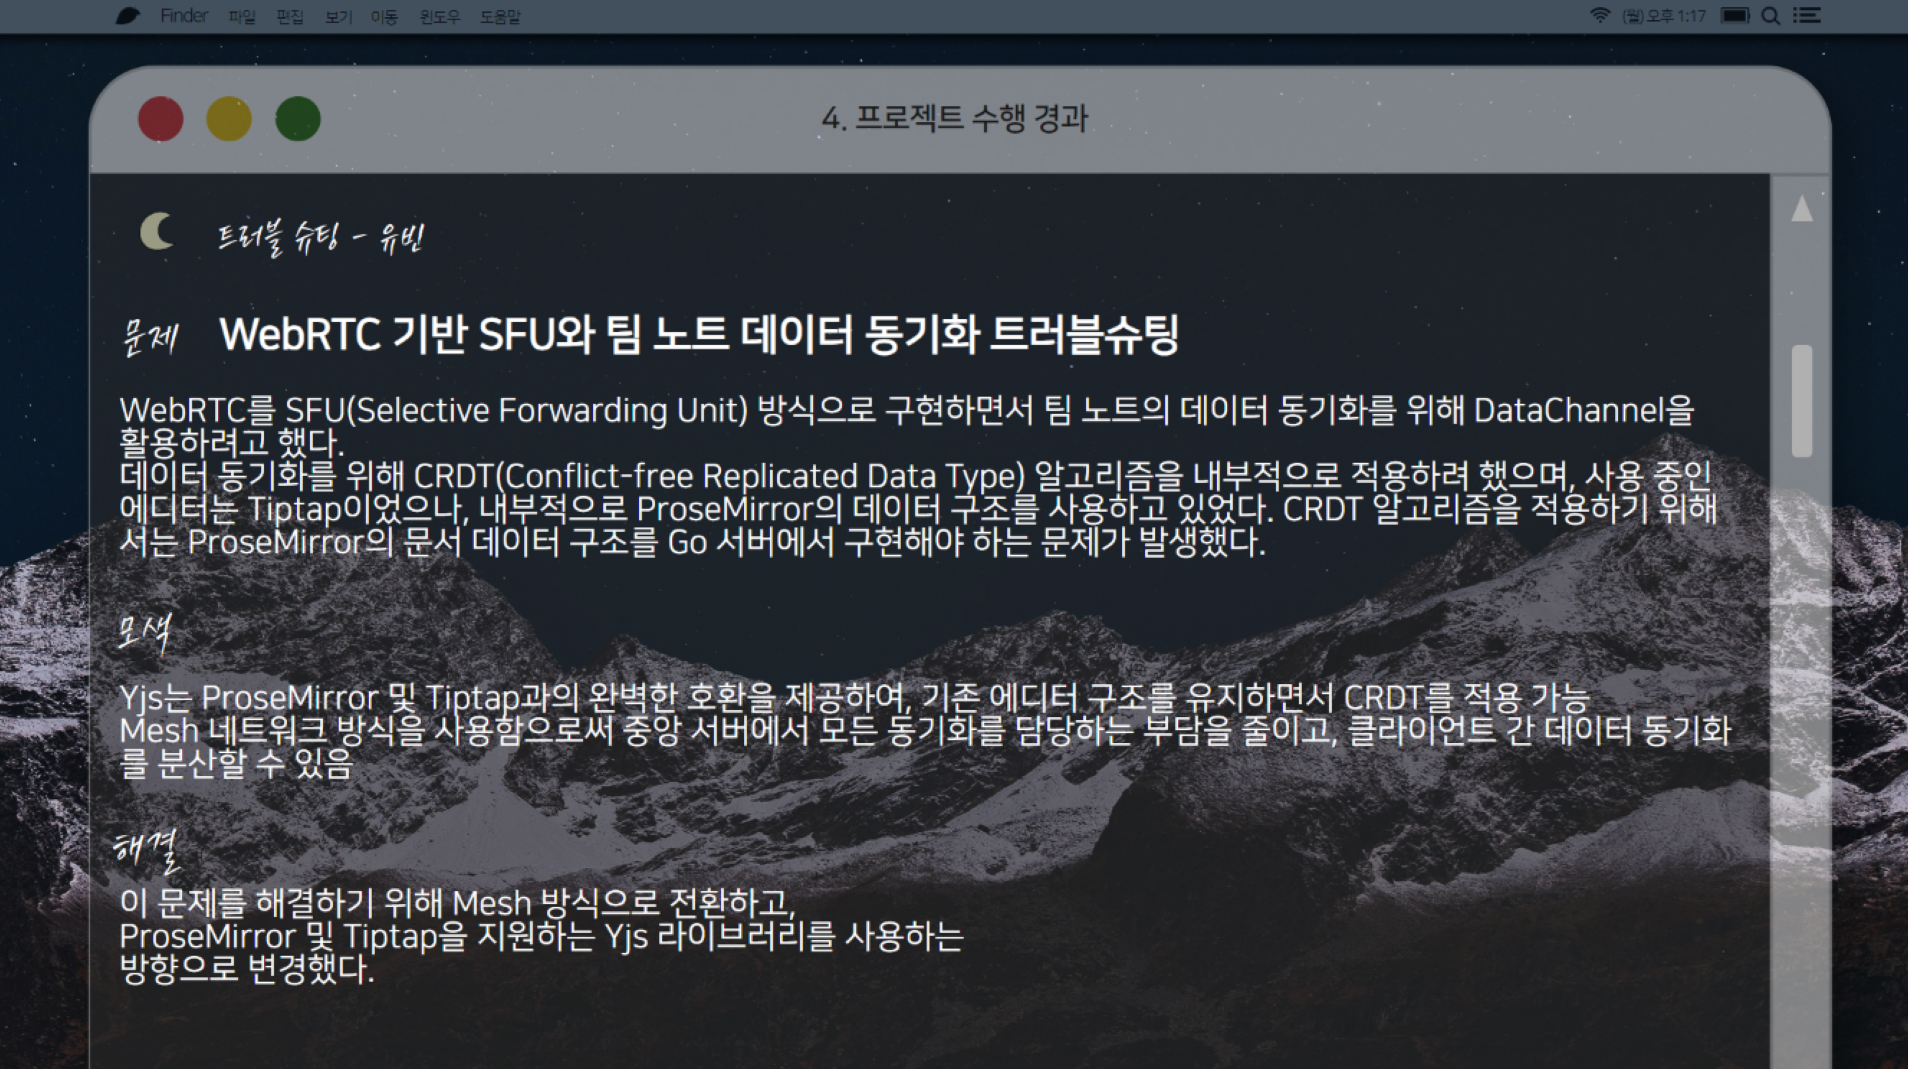 Finder 파일 편집 보기 이동 윈도우 도움말 (월) 오후 1:17
4. 프로젝트 수행 경과
트러블 슈팅 - 유빈
문제 WebRTC 기반 SFU와 팀 노트 데이터 동기화 트러블슈팅
WebRTC를 SFU(Selective Forwarding Unit) 방식으로 구현하면서 팀 노트의 데이터 동기화를 위해 DataChannel을
활용하려고 했다.
데이터 동기화를 위해 CRDT(Conflict-free Replicated Data Type) 알고리즘을 내부적으로 적용하려 했으며, 사용 중인
에디터는 Tiptap이었으나, 내부적으로 ProseMirror의 데이터 구조를 사용하고 있었다. CRDT 알고리즘을 적용하기 위해
서는 ProseMirror의 문서 데이터 구조를 Go 서버에서 구현해야 하는 문제가 발생했다.
모색
Yjs는 ProseMirror 및 Tiptap과의 완벽한 호환을 제공하여, 기존 에디터 구조를 유지하면서 CRDT를 적용 가능
Mesh 네트워크 방식을 사용함으로써 중앙 서버에서 모든 동기화를 담당하는 부담을 줄이고, 클라이언트 간 데이터 동기화
를 분산할 수 있음
해결
이 문제를 해결하기 위해 Mesh 방식으로 전환하고,
ProseMirror 및 Tiptap을 지원하는 Yjs 라이브러리를 사용하는
방향으로 변경했다.